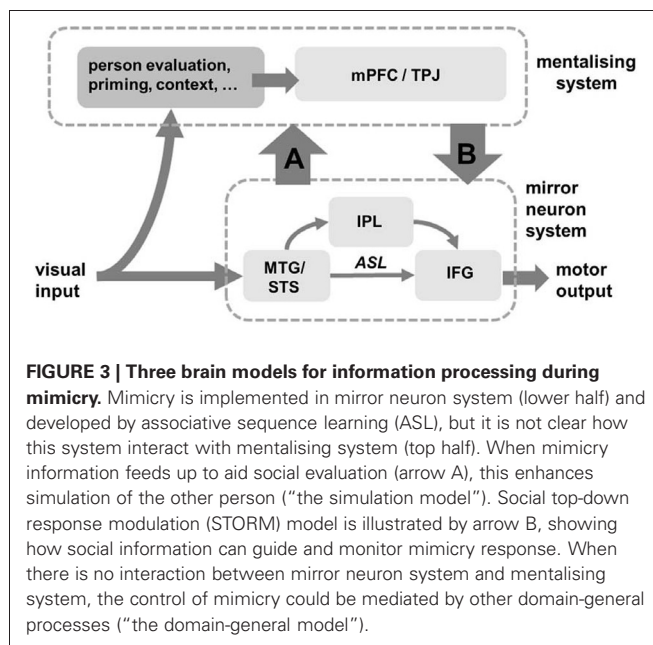 person evaluation,
priming, context, ...
mPFC / TPJ
mentalising
system
A
B
mirror
neuron
system
IPL
visual
input
MTG/
STS
ASL
IFG
motor
output
FIGURE 3 | Three brain models for information processing during
mimicry. Mimicry is implemented in mirror neuron system (lower half) and
developed by associative sequence learning (ASL), but it is not clear how
this system interact with mentalising system (top half). When mimicry
information feeds up to aid social evaluation (arrow A), this enhances
simulation of the other person (“the simulation model”). Social top-down
response modulation (STORM) model is illustrated by arrow B, showing
how social information can guide and monitor mimicry response. When
there is no interaction between mirror neuron system and mentalising
system, the control of mimicry could be mediated by other domain-general
processes (“the domain-general model”).